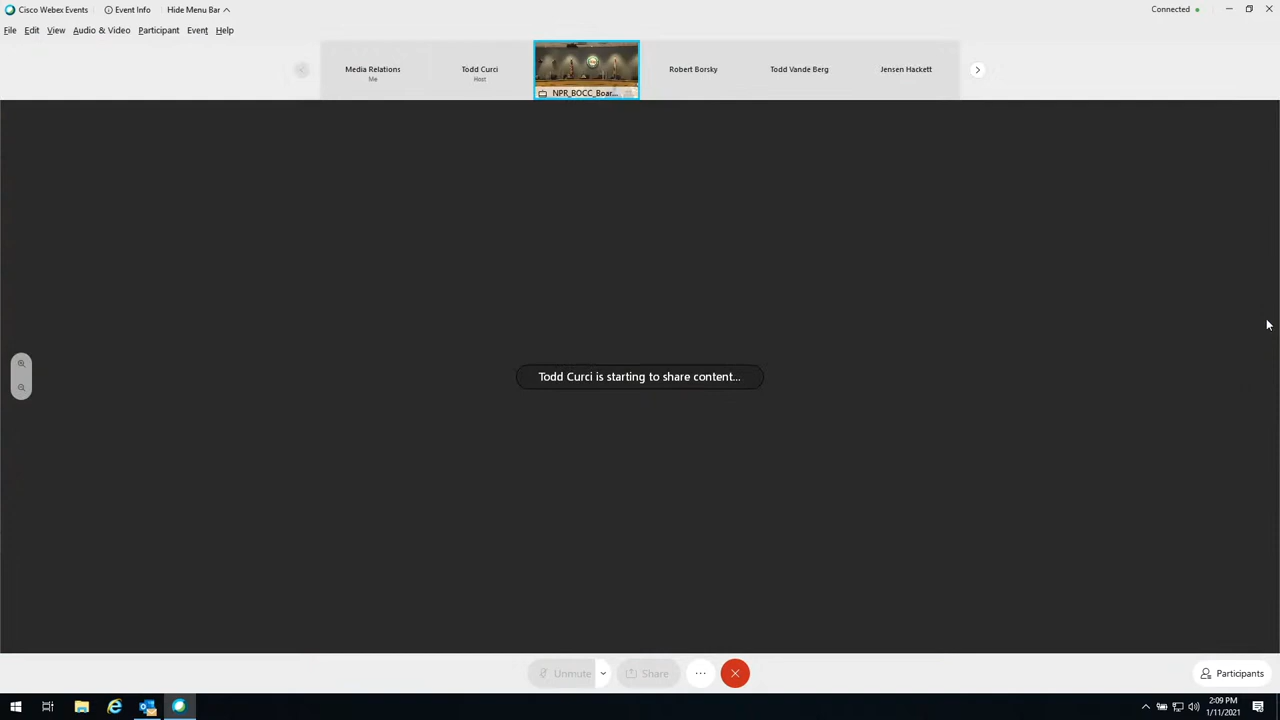 Cisco Webex Events
Event Info
Hide Menu Bar
Connected
File Edit View Audio & Video Participant Event Help
Media Relations
Me
Todd Curci
Host
NPR_BOCC_Boar...
Robert Borsky
Todd Vande Berg
Jensen Hackett
Todd Curci is starting to share content...
Unmute
Share
Participants
2:09 PM
1/11/2021